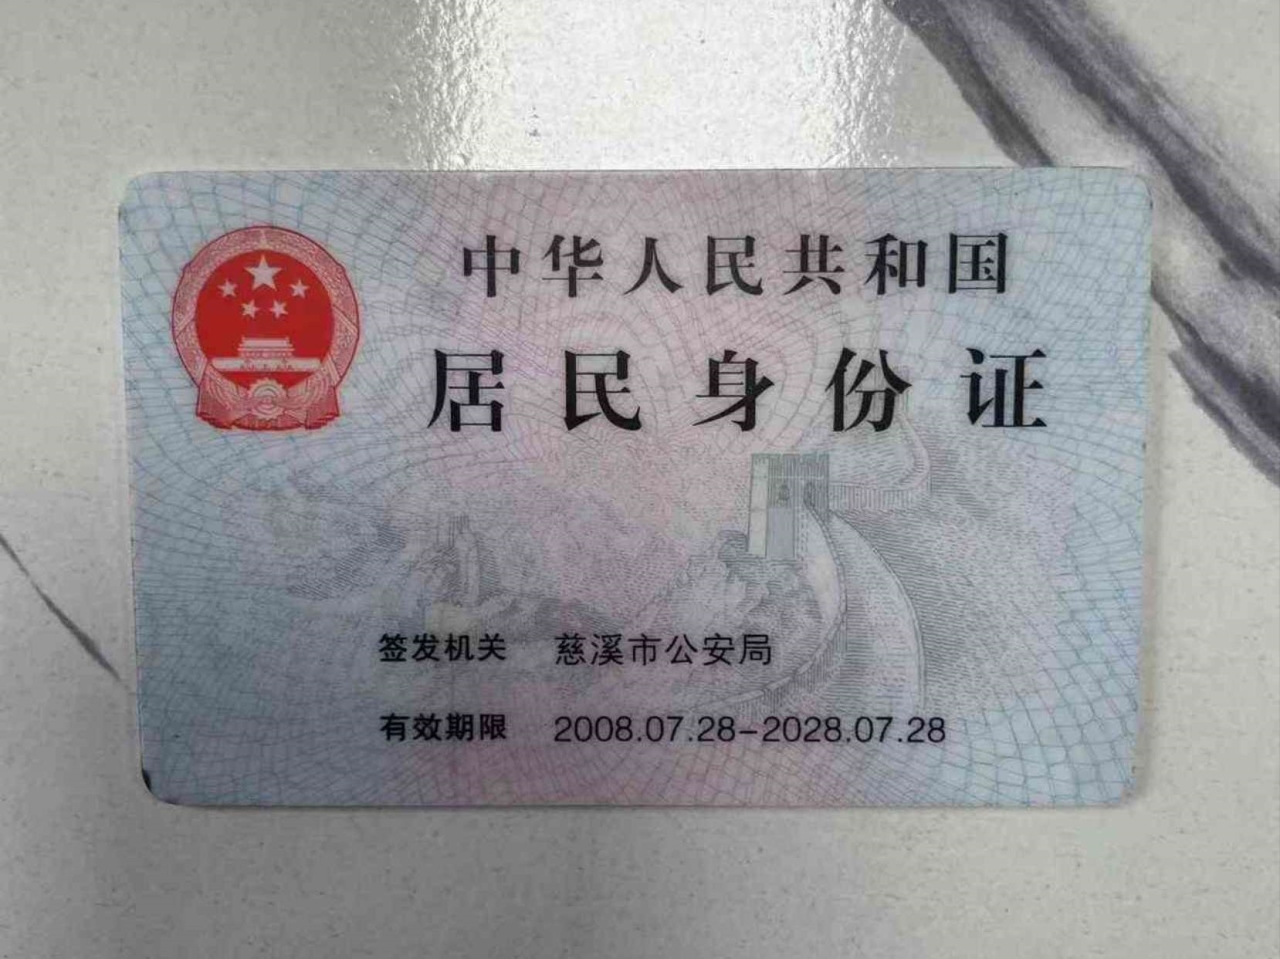 中华人民共和国
居民身份证
签发机关 慈溪市公安局
有效期限 2008.07.28-2028.07.28